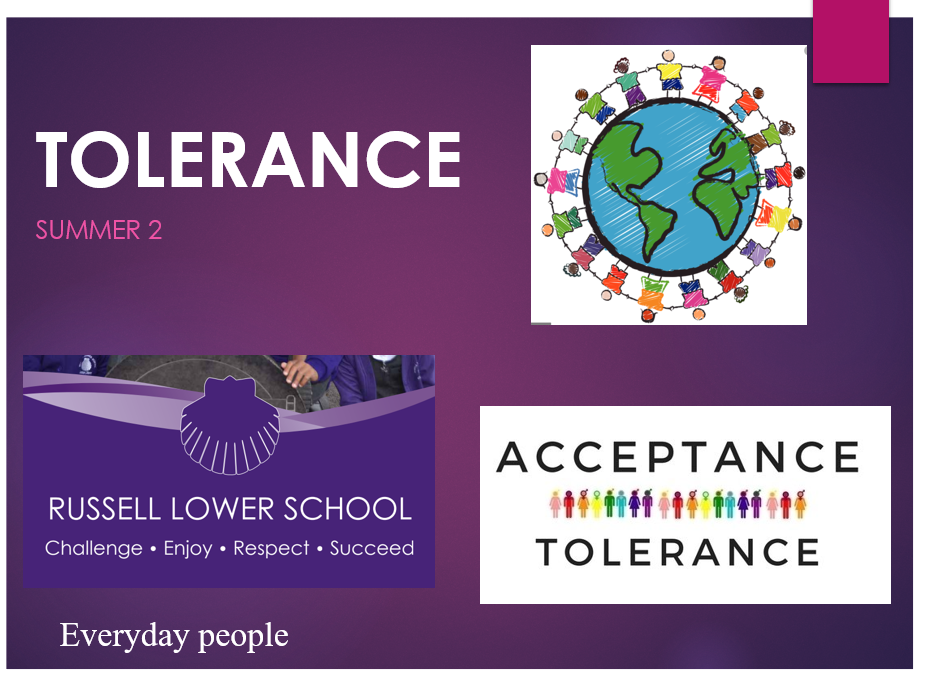 TOLERANCE
SUMMER 2
RUSSELL LOWER SCHOOL
Challenge • Enjoy • Respect • Succeed
ACCEPTANCE
TOLERANCE
Everyday people